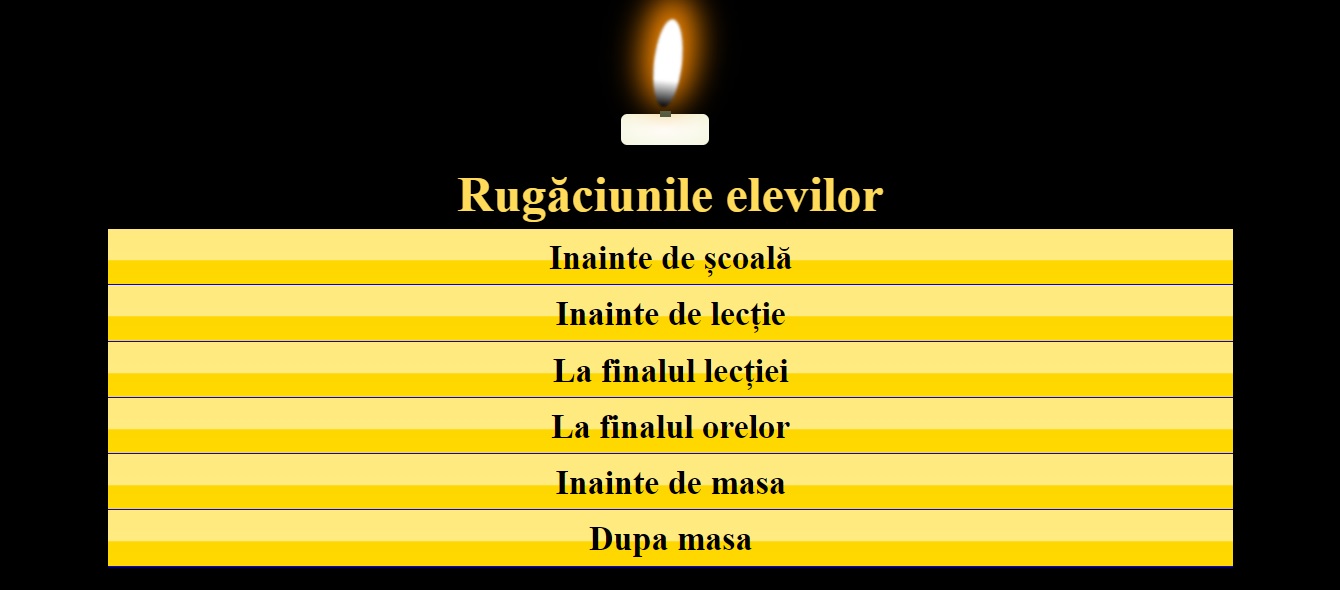 Rugăciunile elevilor
Inainte de școală
Inainte de lecție
La finalul lecției
La finalul orelor
Inainte de masa
Dupa masa